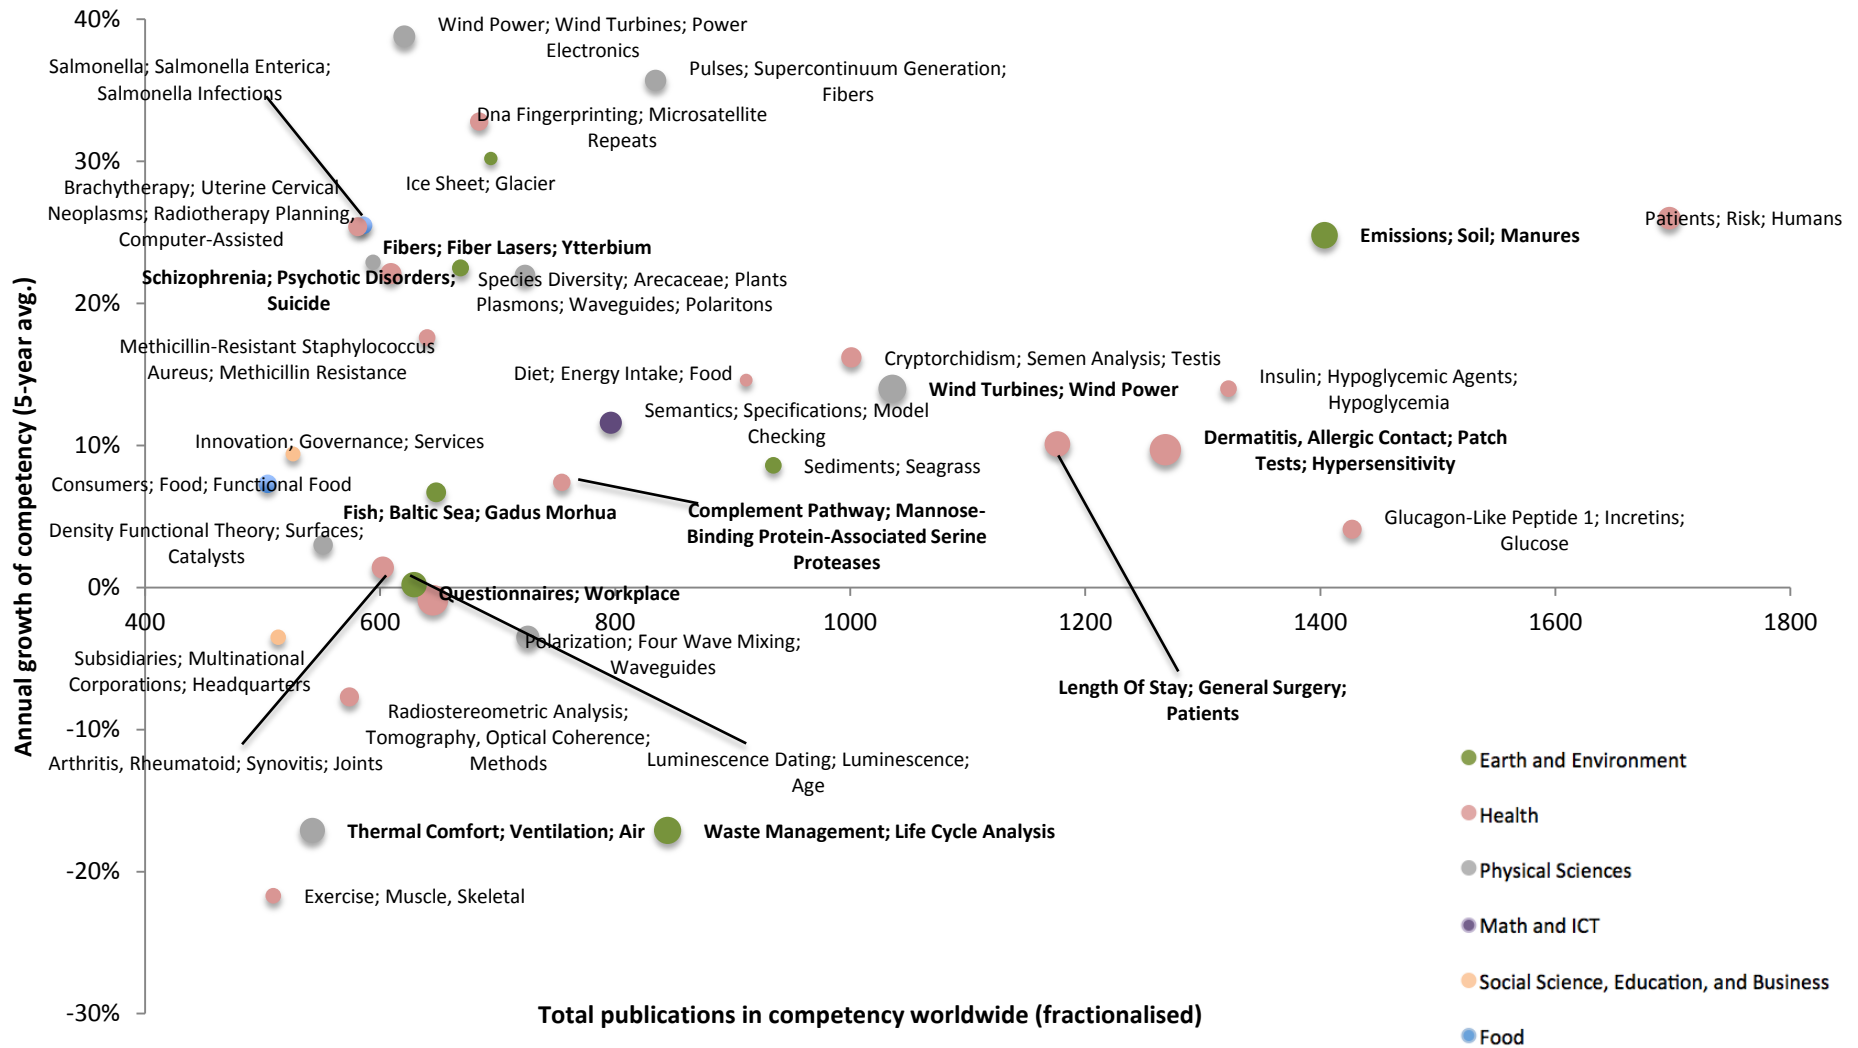 40%
Wind Power; Wind Turbines; Power
Electronics
Salmonella; Salmonella Enterica;
Salmonella Infections
Pulses; Supercontinuum Generation;
Fibers
Dna Fingerprinting; Microsatellite
Repeats
30%
Ice Sheet; Glacier
Brachytherapy; Uterine Cervical
Neoplasms; Radiotherapy Planning,
Computer-Assisted
Patients; Risk; Humans
Emissions; Soil; Manures
Fibers; Fiber Lasers; Ytterbium
Schizophrenia; Psychotic Disorders;
Suicide
Species Diversity; Arecaceae; Plants
Plasmons; Waveguides; Polaritons
20%
Methicillin-Resistant Staphylococcus
Aureus; Methicillin Resistance
Cryptorchidism; Semen Analysis; Testis
Diet; Energy Intake; Food
Wind Turbines; Wind Power
Insulin; Hypoglycemic Agents;
Hypoglycemia
Semantics; Specifications; Model
Checking
10%
Innovation; Governance; Services
Dermatitis, Allergic Contact; Patch
Tests; Hypersensitivity
Sediments; Seagrass
Consumers; Food; Functional Food
Fish; Baltic Sea; Gadus Morhua
Complement Pathway; Mannose-
Binding Protein-Associated Serine
Proteases
Glucagon-Like Peptide 1; Incretins;
Glucose
Density Functional Theory; Surfaces;
Catalysts
0%
Questionnaires; Workplace
400
600
800
1000
1200
1400
1600
1800
Polarization; Four Wave Mixing;
Waveguides
Subsidiaries; Multinational
Corporations; Headquarters
Length Of Stay; General Surgery;
Patients
-10%
Radiostereometric Analysis;
Tomography, Optical Coherence;
Methods
Arthritis, Rheumatoid; Synovitis; Joints
Luminescence Dating; Luminescence;
Age
Thermal Comfort; Ventilation; Air
Waste Management; Life Cycle Analysis
-20%
Exercise; Muscle, Skeletal
-30%
Annual growth of competency (5-year avg.)
Total publications in competency worldwide (fractionalised)
Earth and Environment
Health
Physical Sciences
Math and ICT
Social Science, Education, and Business
Food